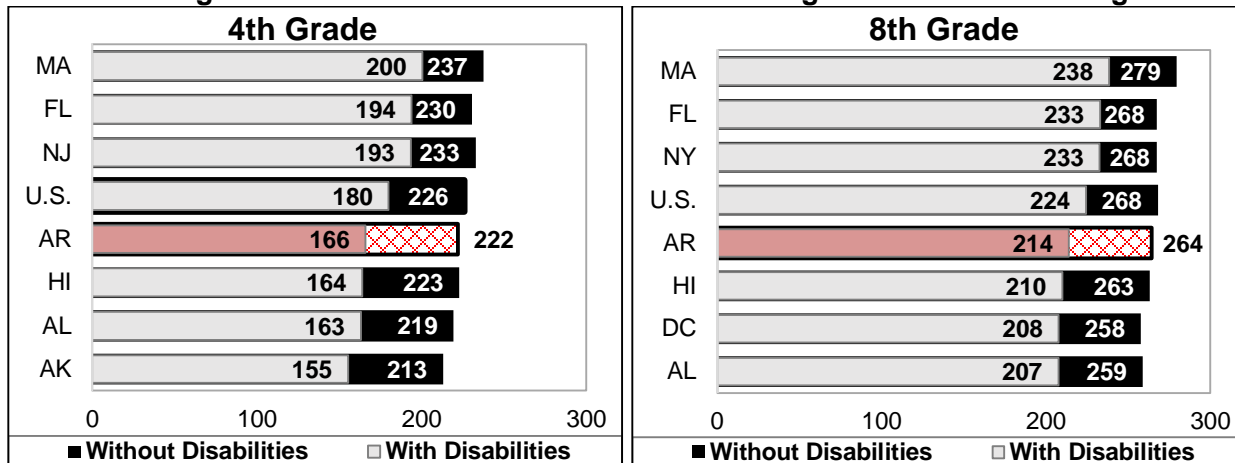 4th Grade
MA 200 237
FL 194 230
NJ 193 233
U.S. 180 226
AR 166 222
HI 164 223
AL 163 219
AK 155 213
0 100 200 300
Without Disabilities With Disabilities
8th Grade
MA 238 279
FL 233 268
NY 233 268
U.S. 224 268
AR 214 264
HI 210 263
DC 208 258
AL 207 259
0 100 200 300
Without Disabilities With Disabilities